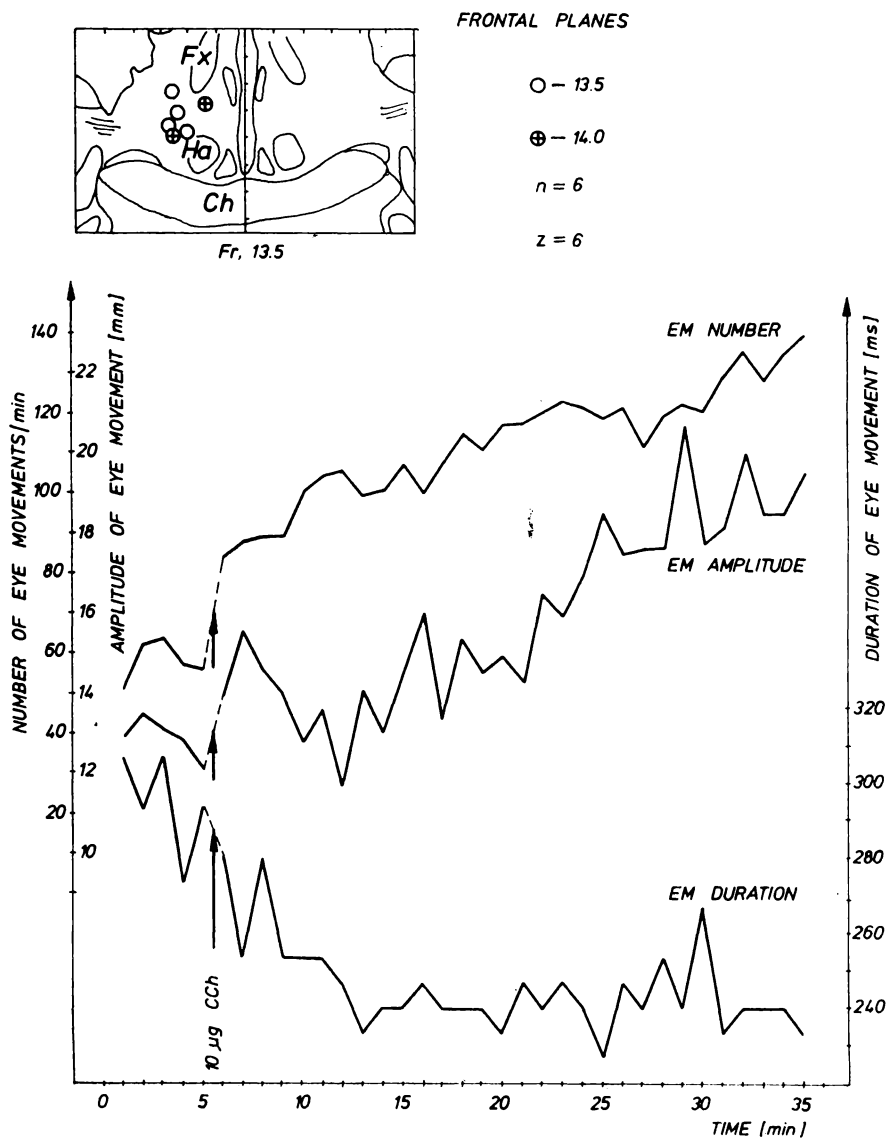 FRONTAL PLANES
Fx
Ha
Ch
Fr, 13.5
○ – 13.5
⊕ – 14.0
n = 6
z = 6
NUMBER OF EYE MOVEMENTS/min
140
120
100
80
60
40
20
AMPLITUDE OF EYE MOVEMENT [mm]
22
20
18
16
14
12
10
EM NUMBER
EM AMPLITUDE
EM DURATION
10 µg CCh
DURATION OF EYE MOVEMENT [ms]
320
300
280
260
240
0 5 10 15 20 25 30 35
TIME [min]